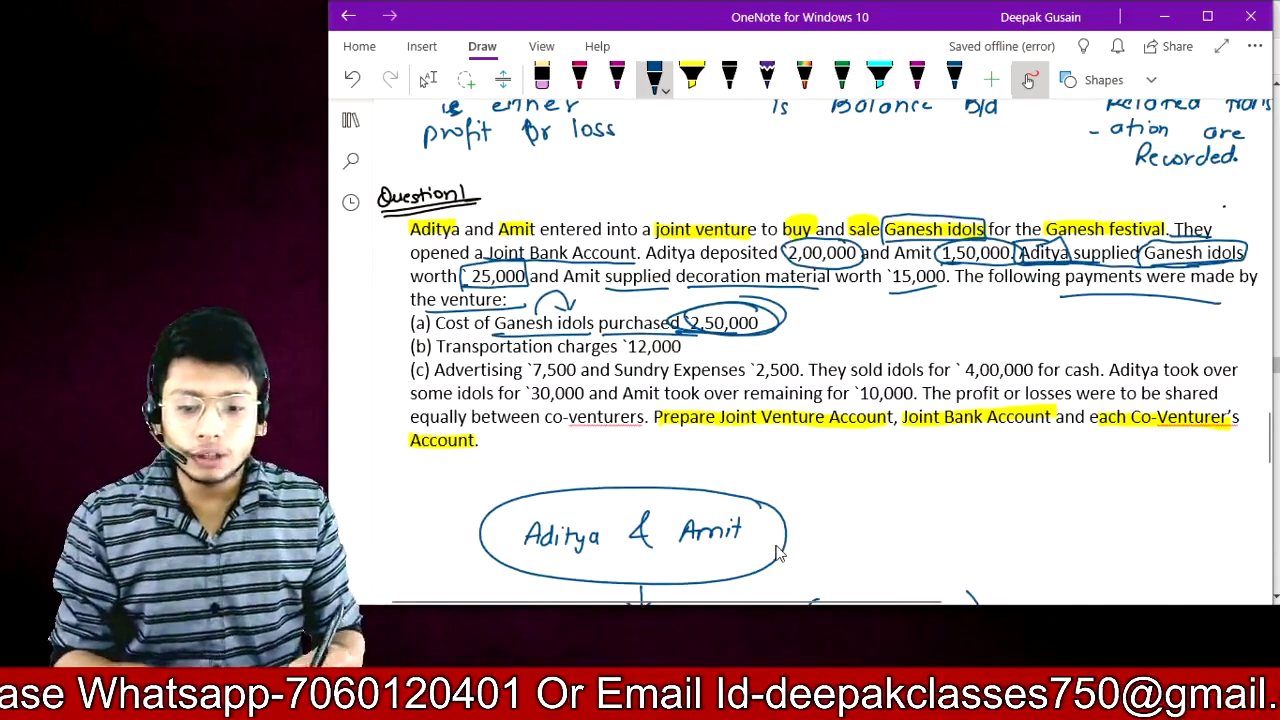 OneNote for Windows 10
Deepak Gusain
Home Insert Draw View Help
Saved offline (error)
Share
Shapes
is either
profit or loss
is Balance B/d
Related trans
- ation are
Recorded.
Question1
Aditya and Amit entered into a joint venture to buy and sale Ganesh idols for the Ganesh festival. They
opened a Joint Bank Account. Aditya deposited `2,00,000 and Amit 1,50,000. Aditya supplied Ganesh idols
worth ` 25,000 and Amit supplied decoration material worth `15,000. The following payments were made by
the venture:
(a) Cost of Ganesh idols purchased `2,50,000
(b) Transportation charges `12,000
(c) Advertising `7,500 and Sundry Expenses `2,500. They sold idols for ` 4,00,000 for cash. Aditya took over
some idols for `30,000 and Amit took over remaining for `10,000. The profit or losses were to be shared
equally between co-venturers. Prepare Joint Venture Account, Joint Bank Account and each Co-Venturer's
Account.
Aditya & Amit
ase Whatsapp-7060120401 Or Email Id-deepakclasses750@gmail.